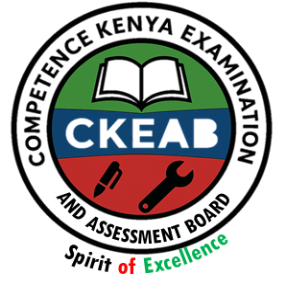 COMPETENCE KENYA EXAMINATION
CKEAB
AND ASSESSMENT BOARD
Spirit of Excellence